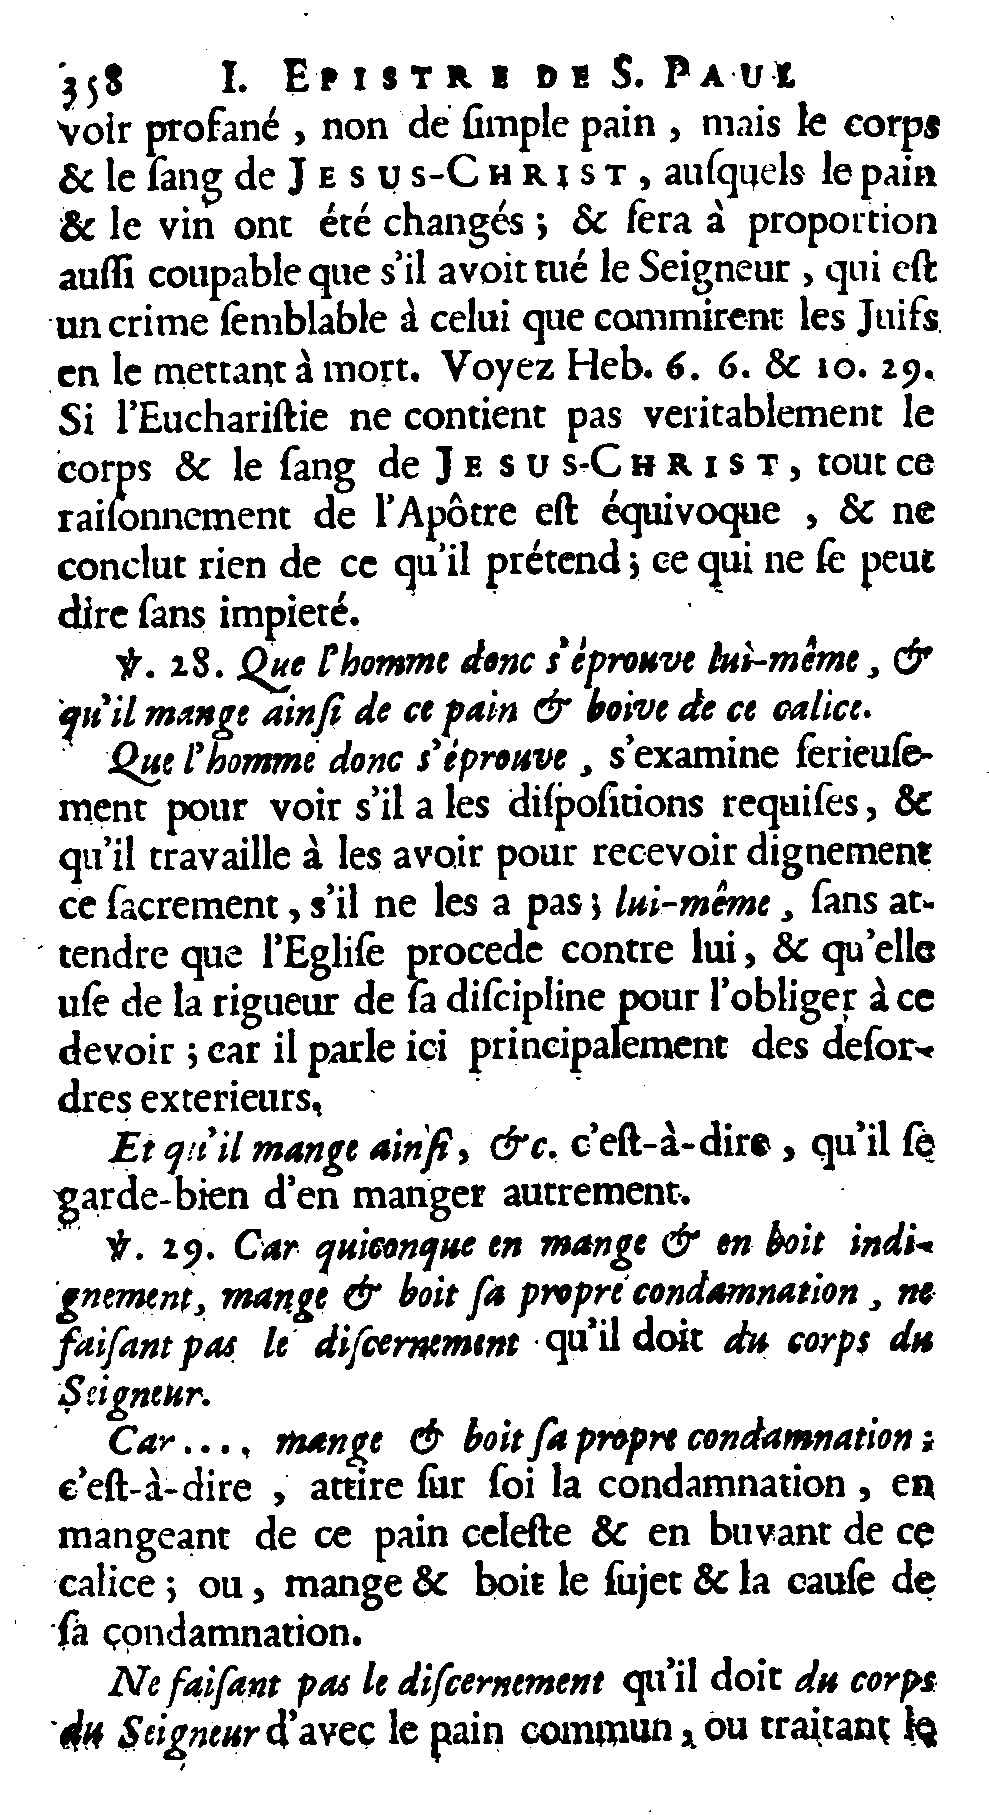 358 I. EPISTRE DE S. PAUL
voir profané, non de ſimple pain, mais le corps
& le ſang de JESUS-CHRIST, auſquels le pain
& le vin ont été changés; & ſera à proportion
auſſi coupable que s'il avoit tué le Seigneur, qui eſt
un crime ſemblable à celui que commirent les Juifs
en le mettant à mort. Voyez Heb. 6. 6. & 10. 29.
Si l'Euchariſtie ne contient pas veritablement le
corps & le ſang de JESUS-CHRIST, tout ce
raiſonnement de l'Apôtre eſt équivoque, & ne
conclut rien de ce qu'il prétend; ce qui ne ſe peut
dire ſans impieté.
℣. 28. Que l'homme donc s'éprouve lui-même, &
qu'il mange ainſi de ce pain & boive de ce calice.
Que l'homme donc s'éprouve, s'examine ſerieuſe-
ment pour voir s'il a les diſpoſitions requiſes, &
qu'il travaille à les avoir pour recevoir dignement
ce ſacrement, s'il ne les a pas; lui-même, ſans at-
tendre que l'Egliſe procede contre lui, & qu'elle
uſe de la rigueur de ſa diſcipline pour l'obliger à ce
devoir; car il parle ici principalement des deſor-
dres exterieurs.
Et qu'il mange ainſi, &c. c'eſt-à-dire, qu'il ſe
garde-bien d'en manger autrement.
℣. 29. Car quiconque en mange & en boit indi-
gnement, mange & boit ſa propre condamnation, ne
faiſant pas le diſcernement qu'il doit du corps du
Seigneur.
Car...., mange & boit ſa propre condamnation;
c'eſt-à-dire, attire ſur ſoi la condamnation, en
mangeant de ce pain celeſte & en buvant de ce
calice; ou, mange & boit le ſujet & la cauſe de
ſa condamnation.
Ne faiſant pas le diſcernement qu'il doit du corps
du Seigneur d'avec le pain commun, ou traitant le